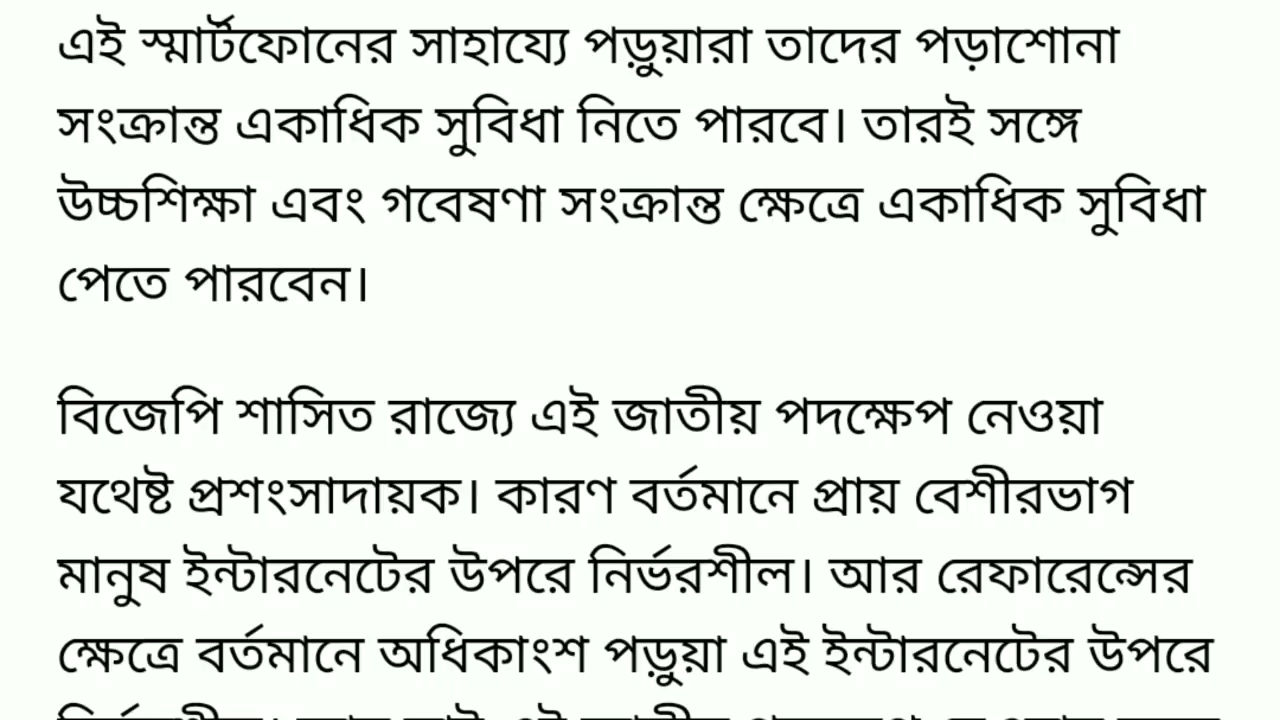 এই স্মার্টফোনের সাহায্যে পড়ুয়ারা তাদের পড়াশোনা
সংক্রান্ত একাধিক সুবিধা নিতে পারবে। তারই সঙ্গে
উচ্চশিক্ষা এবং গবেষণা সংক্রান্ত ক্ষেত্রে একাধিক সুবিধা
পেতে পারবেন।
বিজেপি শাসিত রাজ্যে এই জাতীয় পদক্ষেপ নেওয়া
যথেষ্ট প্রশংসাদায়ক। কারণ বর্তমানে প্রায় বেশীরভাগ
মানুষ ইন্টারনেটের উপরে নির্ভরশীল। আর রেফারেন্সের
ক্ষেত্রে বর্তমানে অধিকাংশ পড়ুয়া এই ইন্টারনেটের উপরে